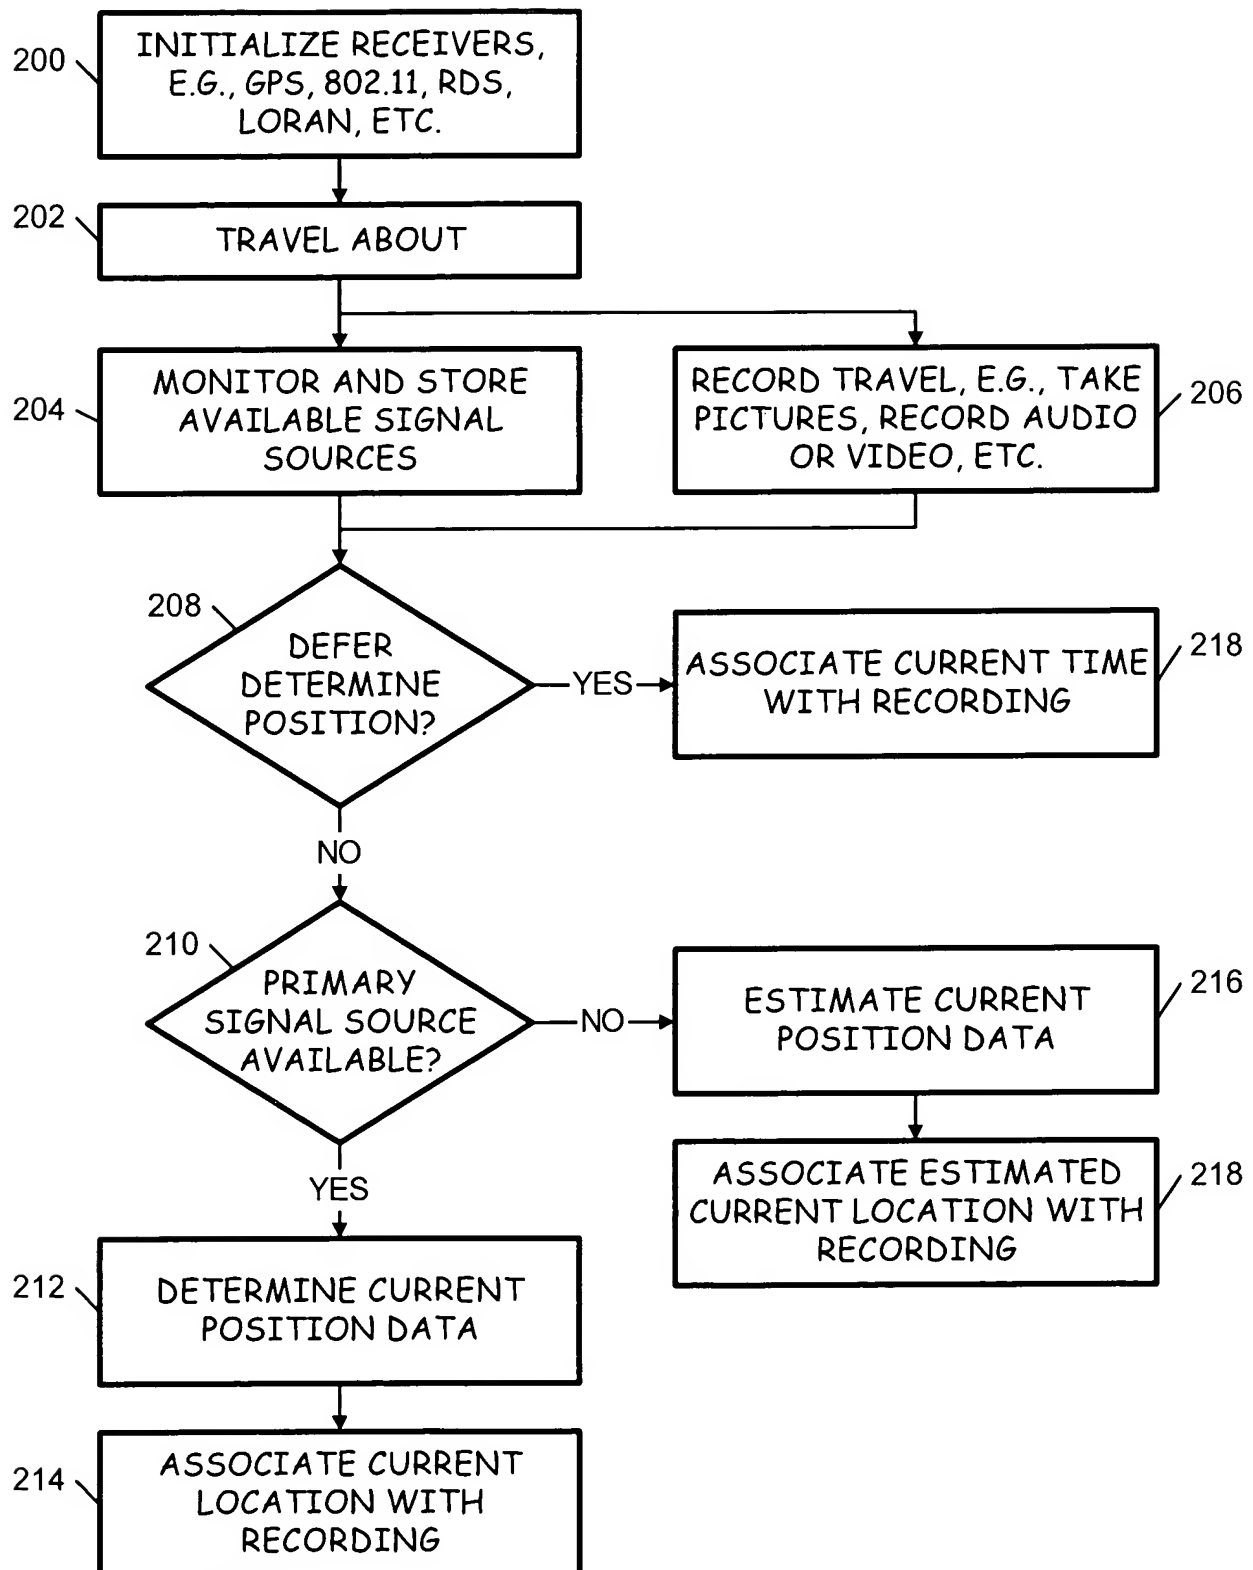 200
INITIALIZE RECEIVERS,
E.G., GPS, 802.11, RDS,
LORAN, ETC.
202
TRAVEL ABOUT
204
MONITOR AND STORE
AVAILABLE SIGNAL
SOURCES
RECORD TRAVEL, E.G., TAKE
PICTURES, RECORD AUDIO
OR VIDEO, ETC.
206
208
DEFER
DETERMINE
POSITION?
YES
ASSOCIATE CURRENT TIME
WITH RECORDING
218
NO
210
PRIMARY
SIGNAL SOURCE
AVAILABLE?
NO
ESTIMATE CURRENT
POSITION DATA
216
YES
ASSOCIATE ESTIMATED
CURRENT LOCATION WITH
RECORDING
218
212
DETERMINE CURRENT
POSITION DATA
214
ASSOCIATE CURRENT
LOCATION WITH
RECORDING